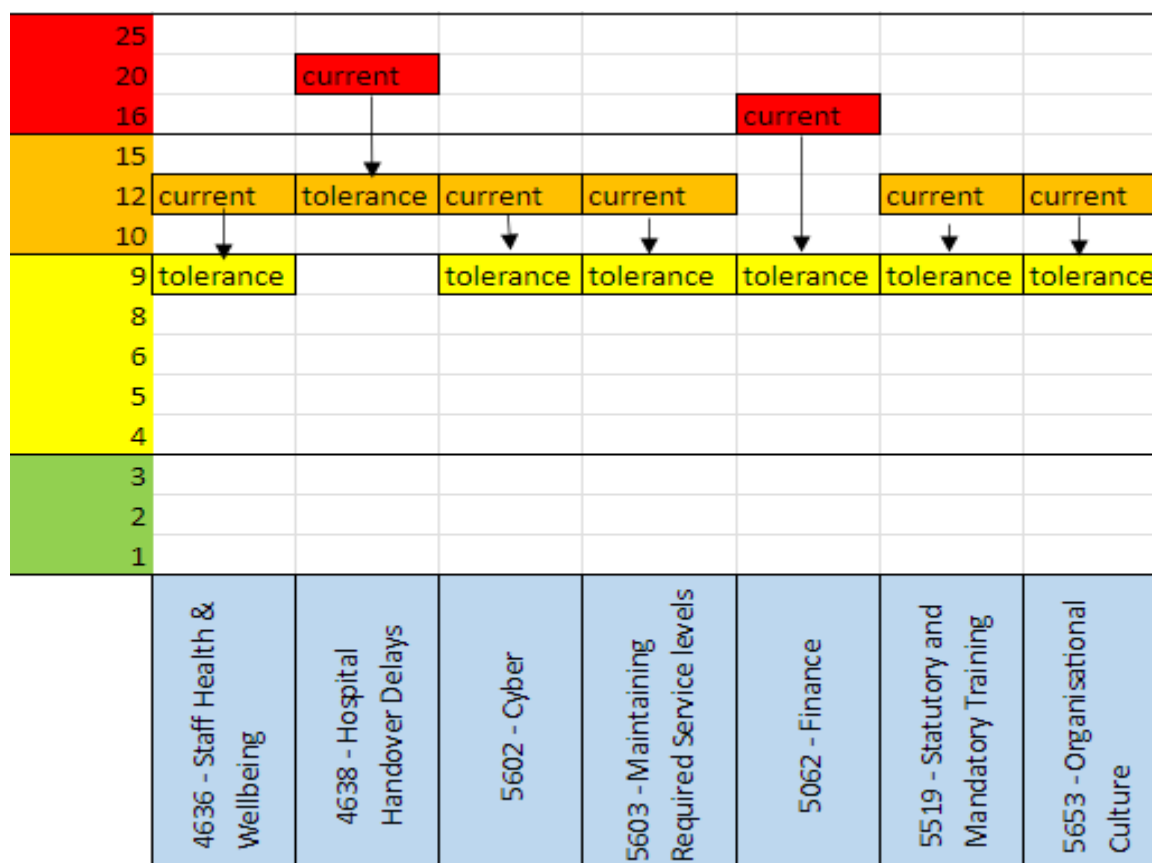 25
20 current
16 current
15
12 current tolerance current current current current
10
9 tolerance tolerance tolerance tolerance tolerance tolerance
8
6
5
4
3
2
1
4636 - Staff Health &
Wellbeing
4638 - Hospital
Handover Delays
5602 - Cyber
5603 - Maintaining
Required Service levels
5062 - Finance
5519 - Statutory and
Mandatory Training
5653 - Organisational
Culture